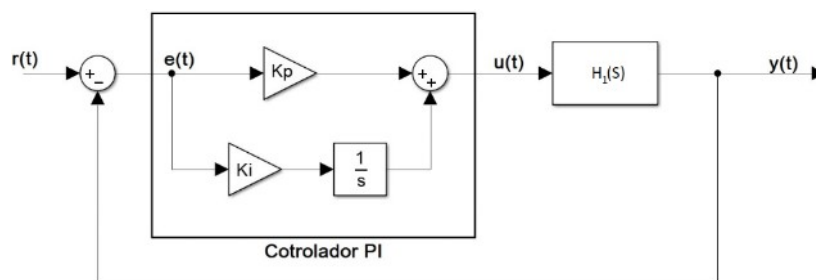 r(t)
+
−
e(t)
Kp
+
+
u(t)
H₁(S)
y(t)
Ki
1
s
Cotrolador PI